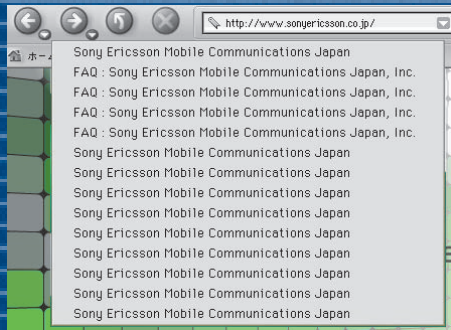 http://www.sonyericsson.co.jp/
ホーム
Sony Ericsson Mobile Communications Japan
FAQ : Sony Ericsson Mobile Communications Japan, Inc.
FAQ : Sony Ericsson Mobile Communications Japan, Inc.
FAQ : Sony Ericsson Mobile Communications Japan, Inc.
FAQ : Sony Ericsson Mobile Communications Japan, Inc.
Sony Ericsson Mobile Communications Japan
Sony Ericsson Mobile Communications Japan
Sony Ericsson Mobile Communications Japan
Sony Ericsson Mobile Communications Japan
Sony Ericsson Mobile Communications Japan
Sony Ericsson Mobile Communications Japan
Sony Ericsson Mobile Communications Japan
Sony Ericsson Mobile Communications Japan
Sony Ericsson Mobile Communications Japan